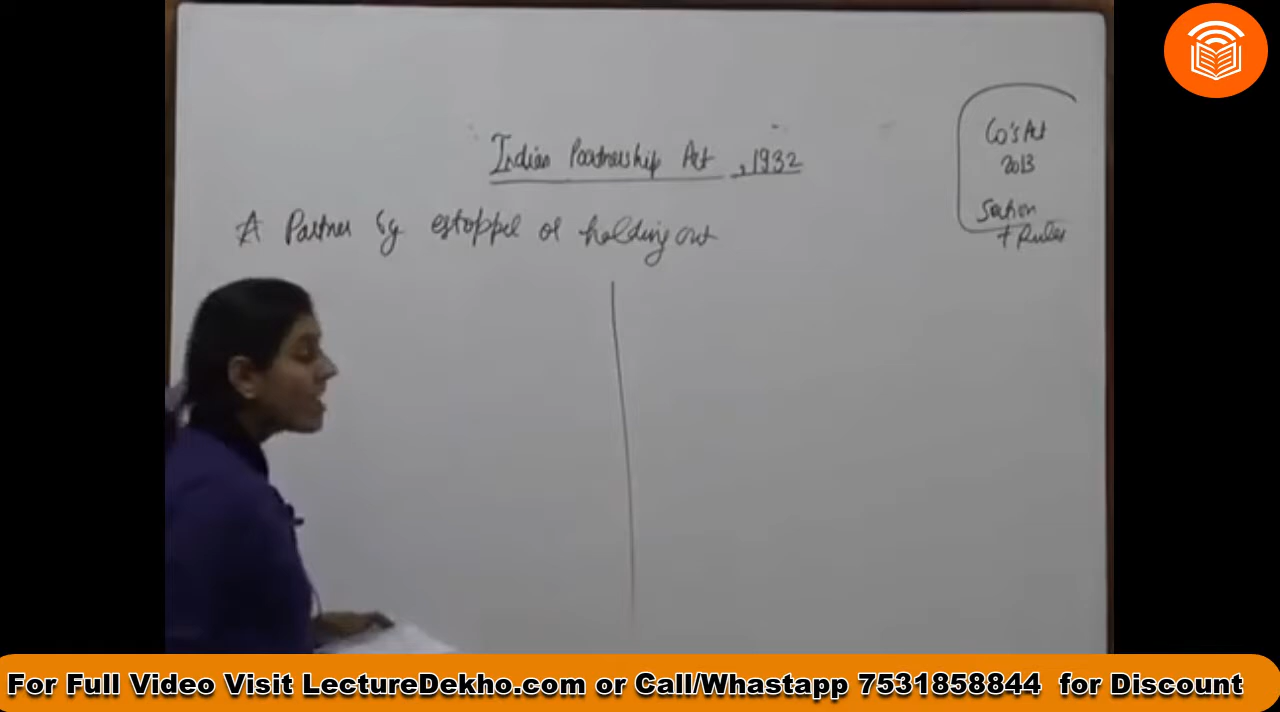 Indian Partnership Act, 1932
Co's Act
2013
Section
+ Rules
A Partner by estoppel or holding out
For Full Video Visit LectureDekho.com or Call/Whastapp 7531858844 for Discount